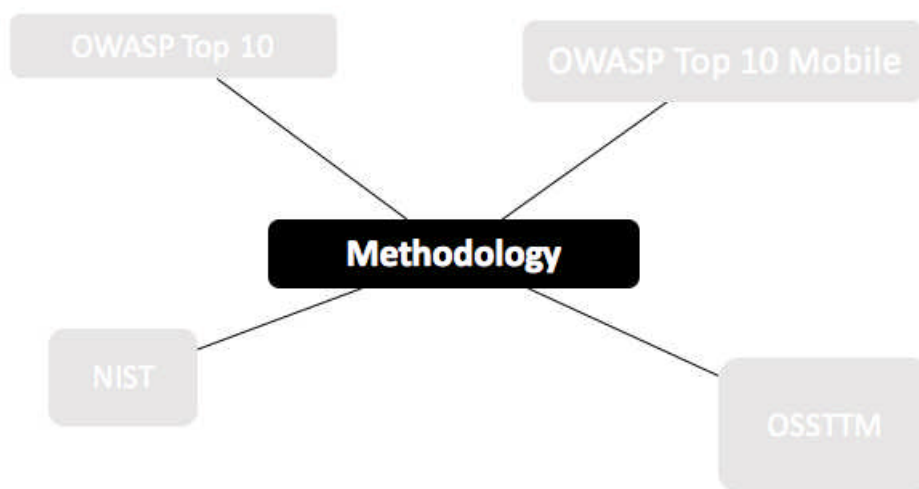 OWASP Top 10
OWASP Top 10 Mobile
Methodology
NIST
OSSTTM